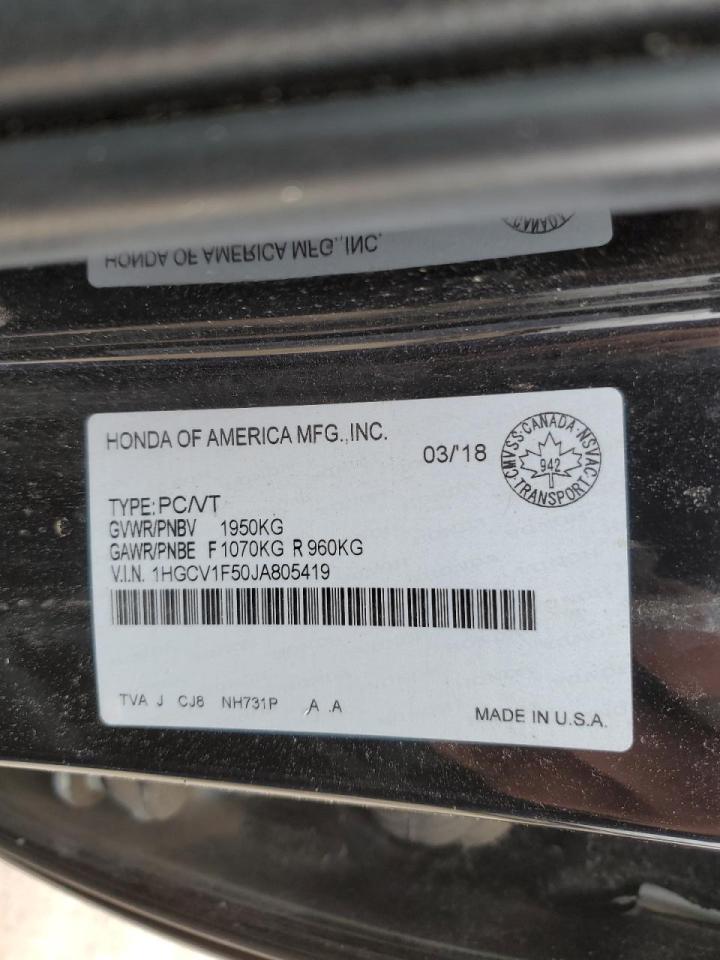 HONDA OF AMERICA MFG., INC.
HONDA OF AMERICA MFG., INC.
03/'18
CMVSS · CANADA · NSVAC
942
TRANSPORT
TYPE: PC/VT
GVWR/PNBV 1950KG
GAWR/PNBE F 1070KG R 960KG
V.I.N. 1HGCV1F50JA805419
TVA J CJ8 NH731P A .A
MADE IN U.S.A.